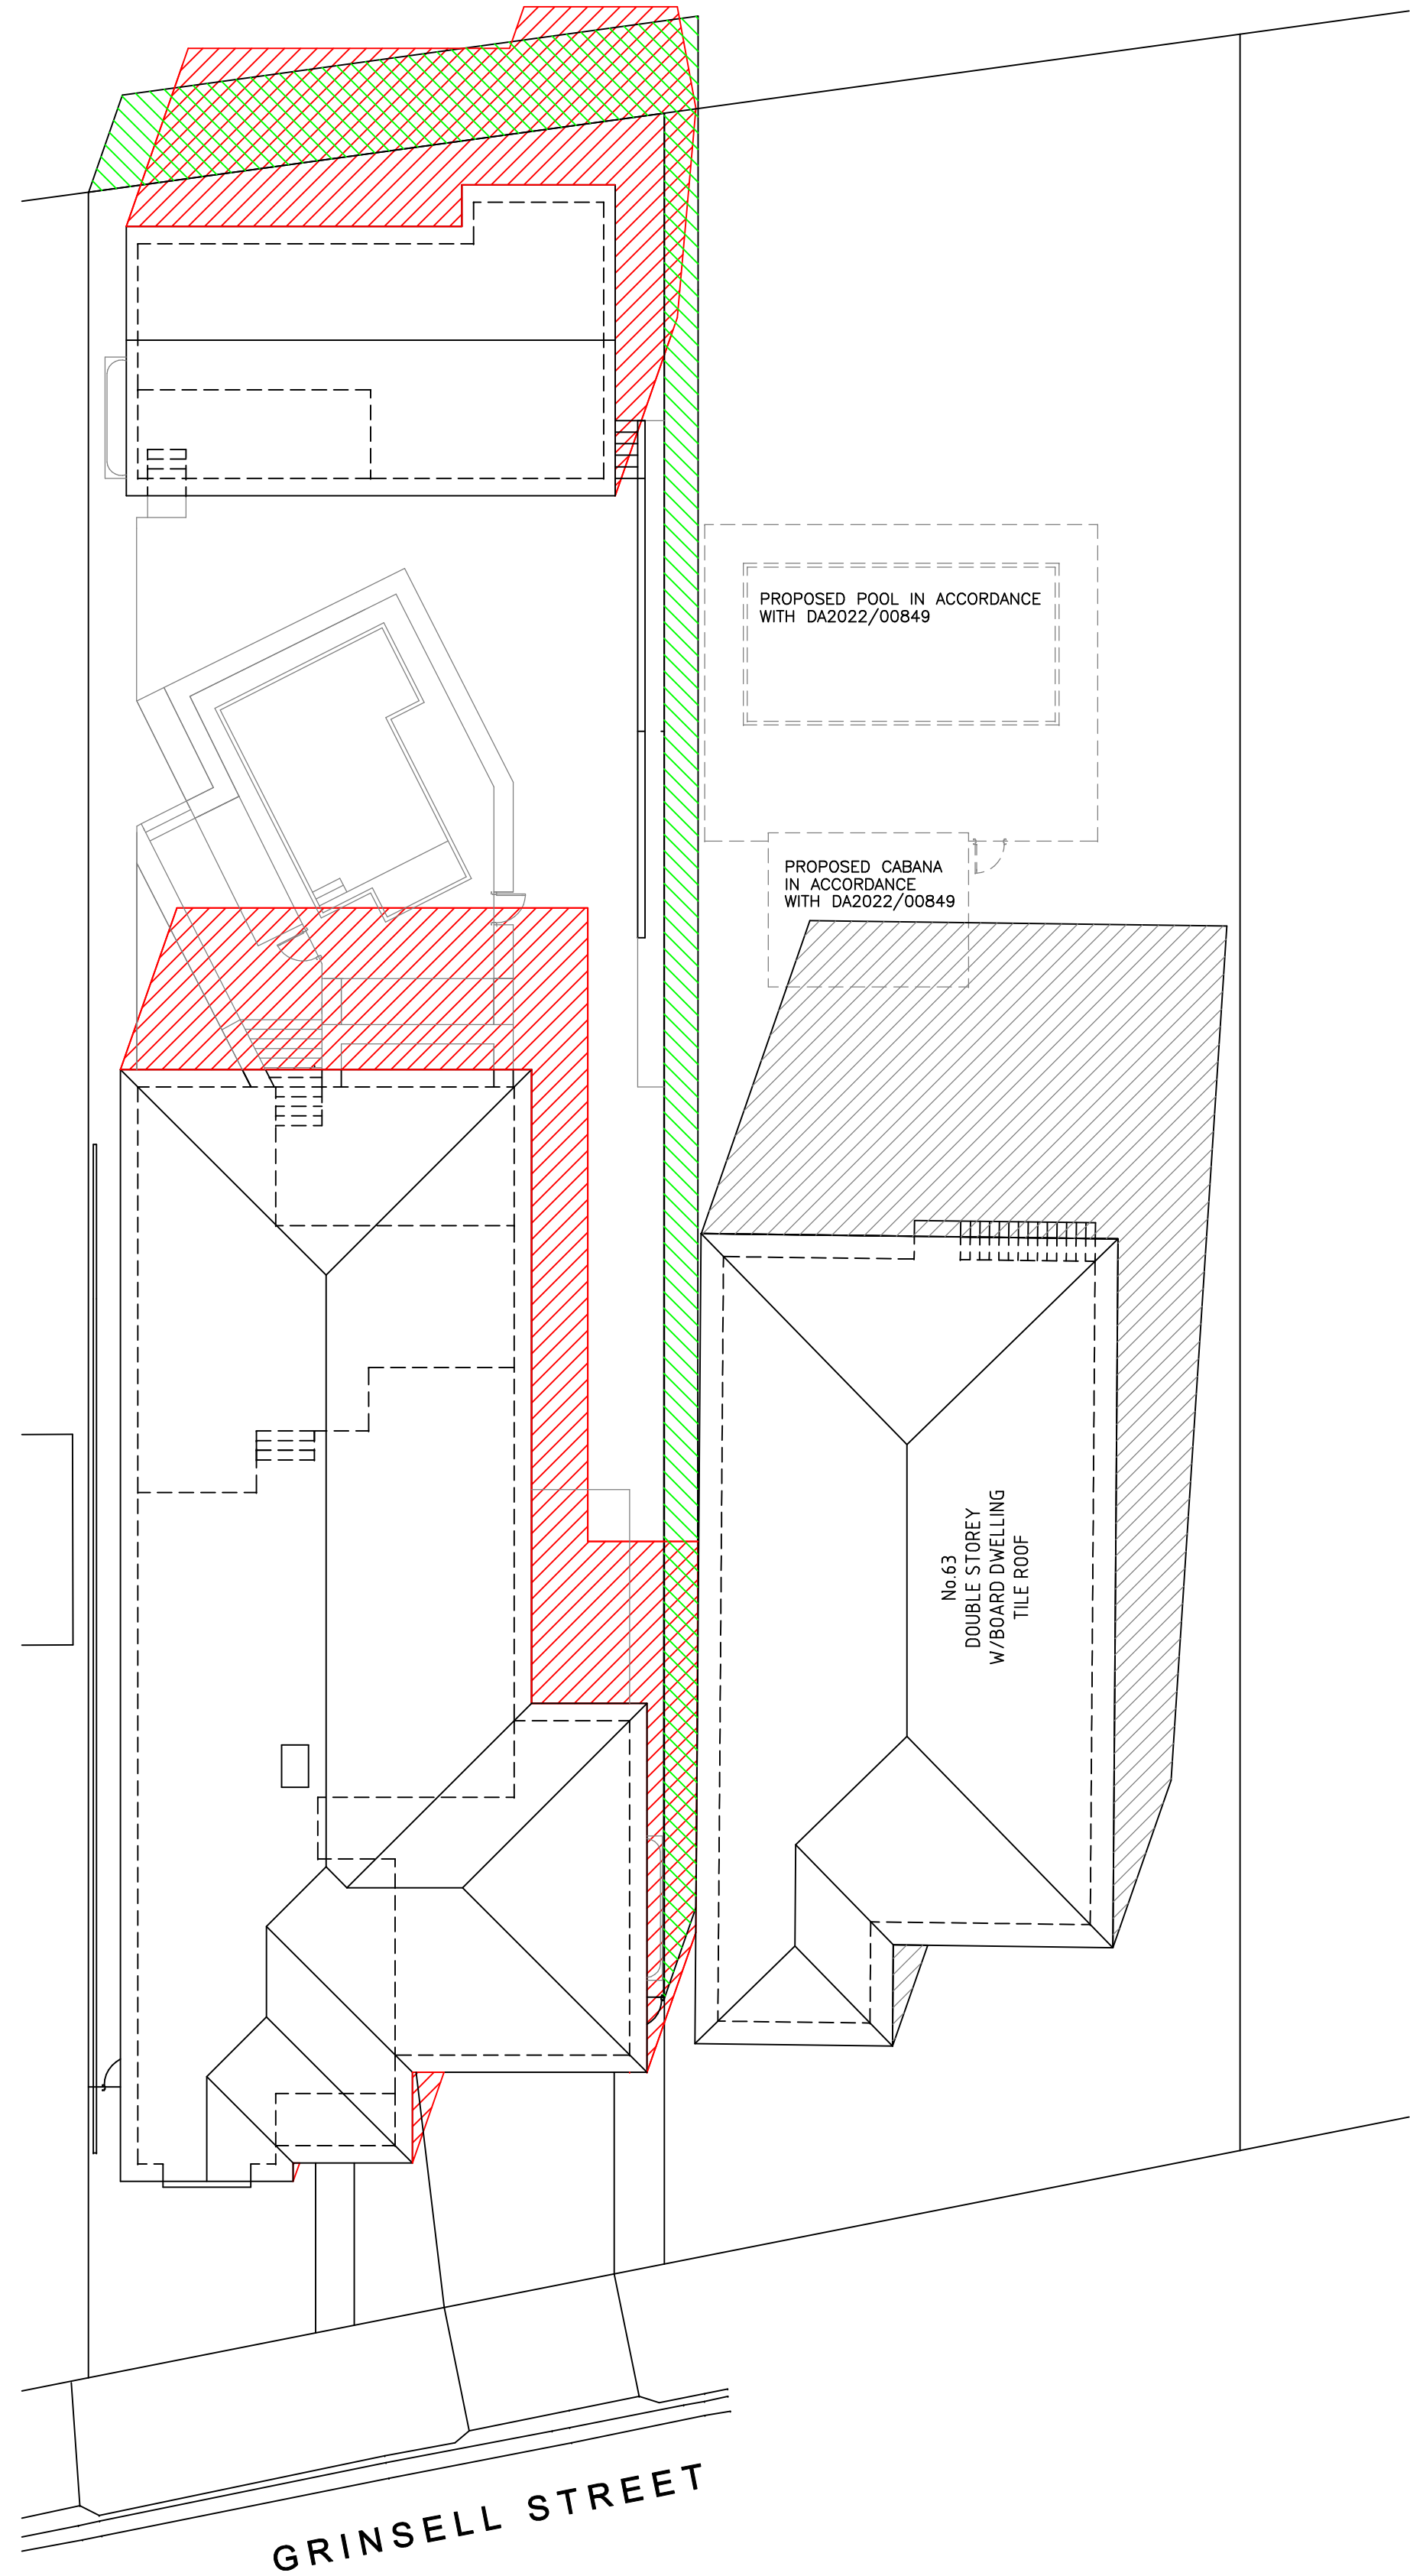 PROPOSED POOL IN ACCORDANCE
WITH DA2022/00849
PROPOSED CABANA
IN ACCORDANCE
WITH DA2022/00849
No.63
DOUBLE STOREY
W/BOARD DWELLING
TILE ROOF
GRINSELL STREET